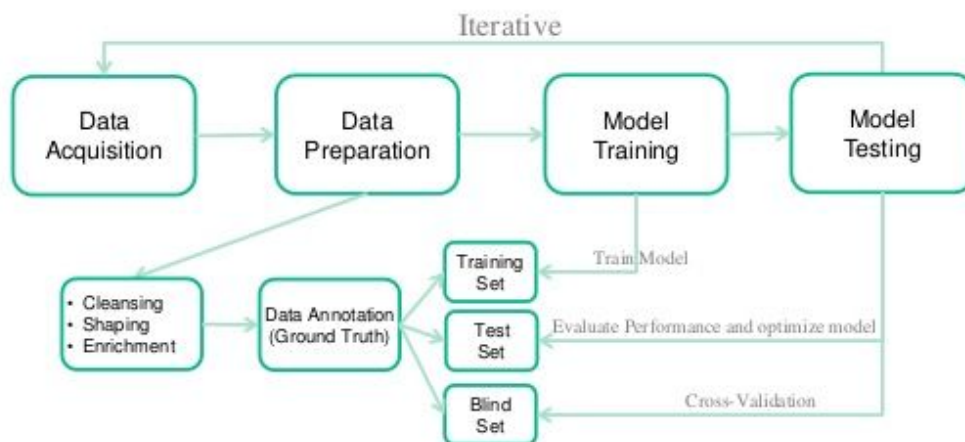 Iterative
Data
Acquisition
Data
Preparation
Model
Training
Model
Testing
• Cleansing
• Shaping
• Enrichment
Data Annotation
(Ground Truth)
Training
Set
Train Model
Test
Set
Evaluate Performance and optimize model
Blind
Set
Cross-Validation